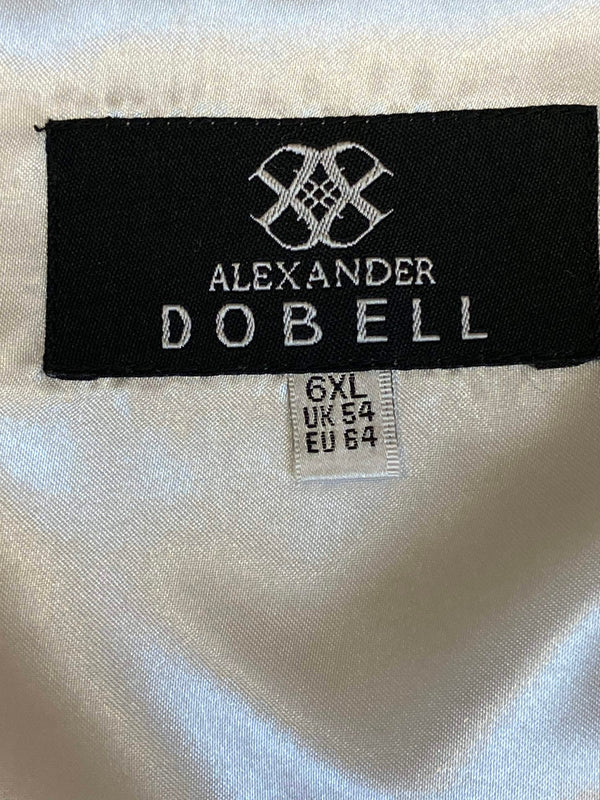 ALEXANDER
DOBELL
6XL
UK 54
EU 64